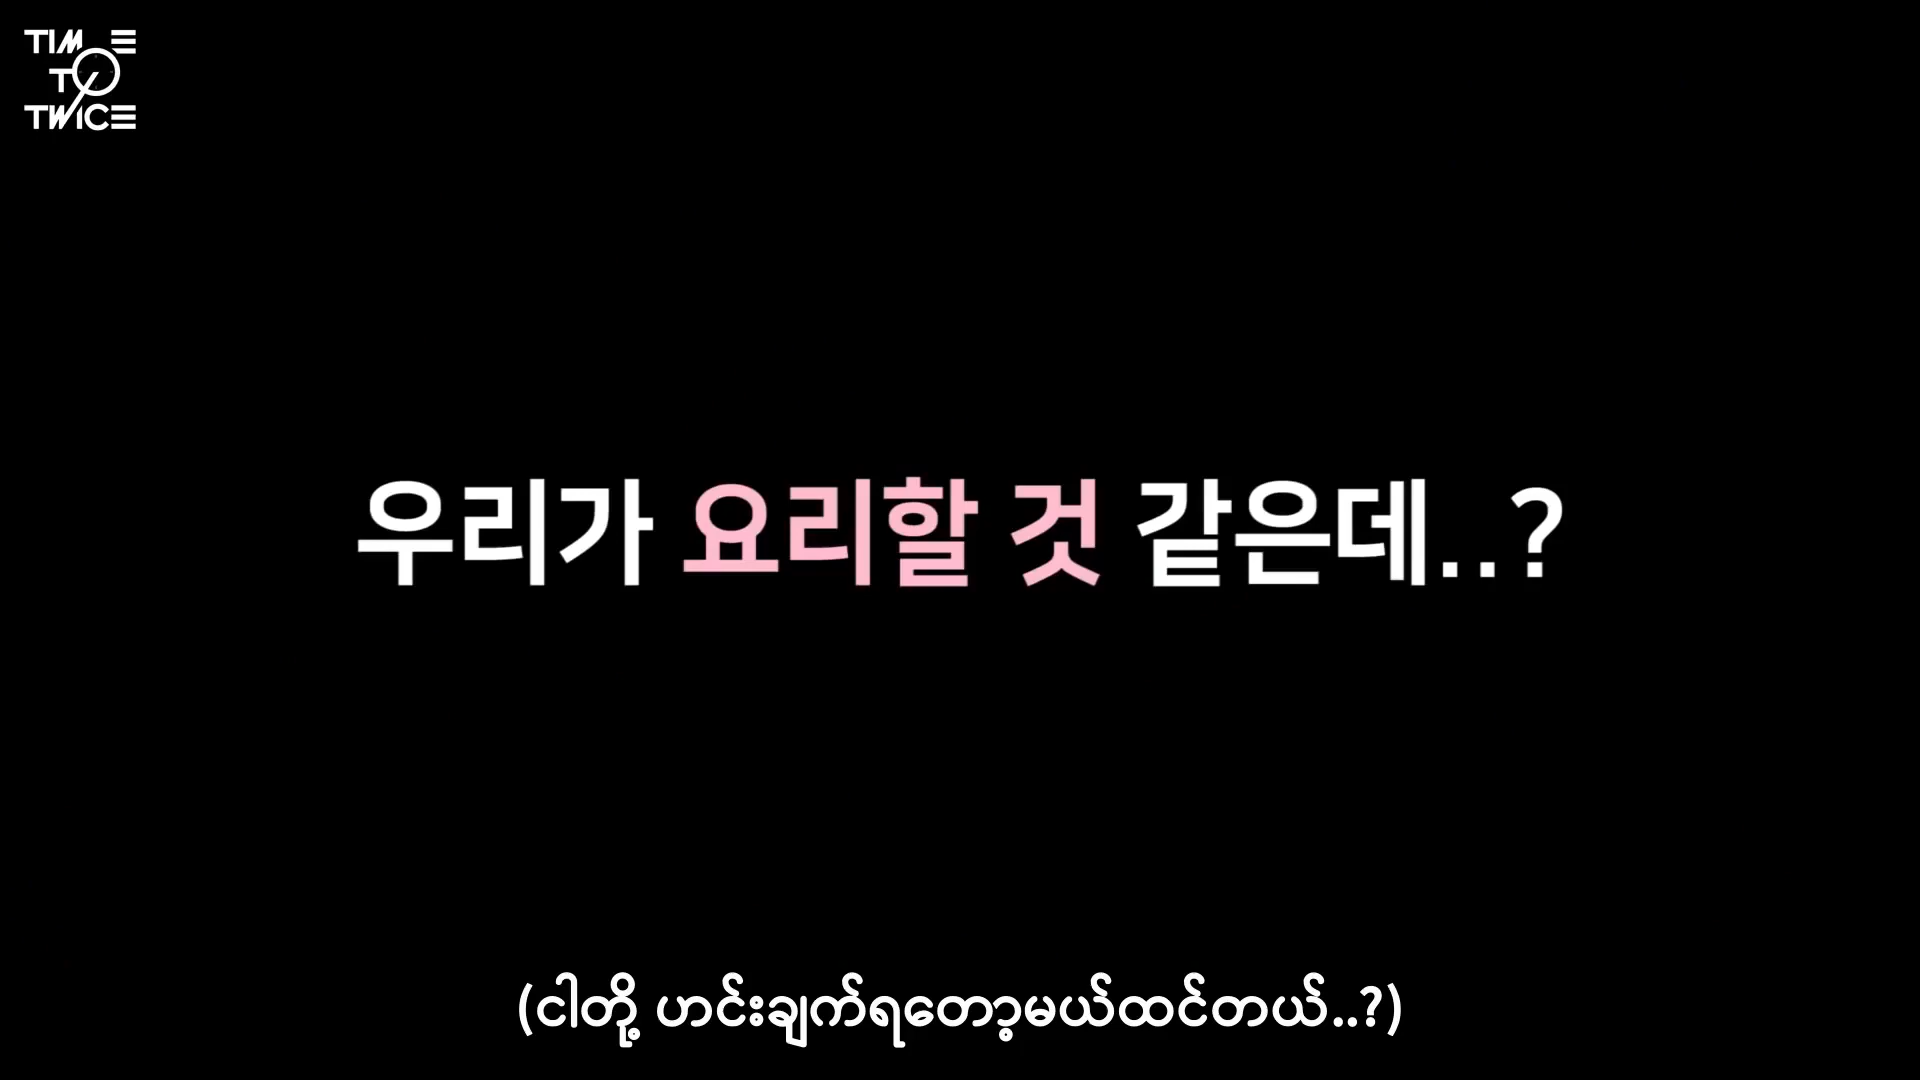 TIME
TO
TWICE
우리가 요리할 것 같은데..?
(ငါတို့ ဟင်းချက်ရတော့မယ်ထင်တယ်..?)